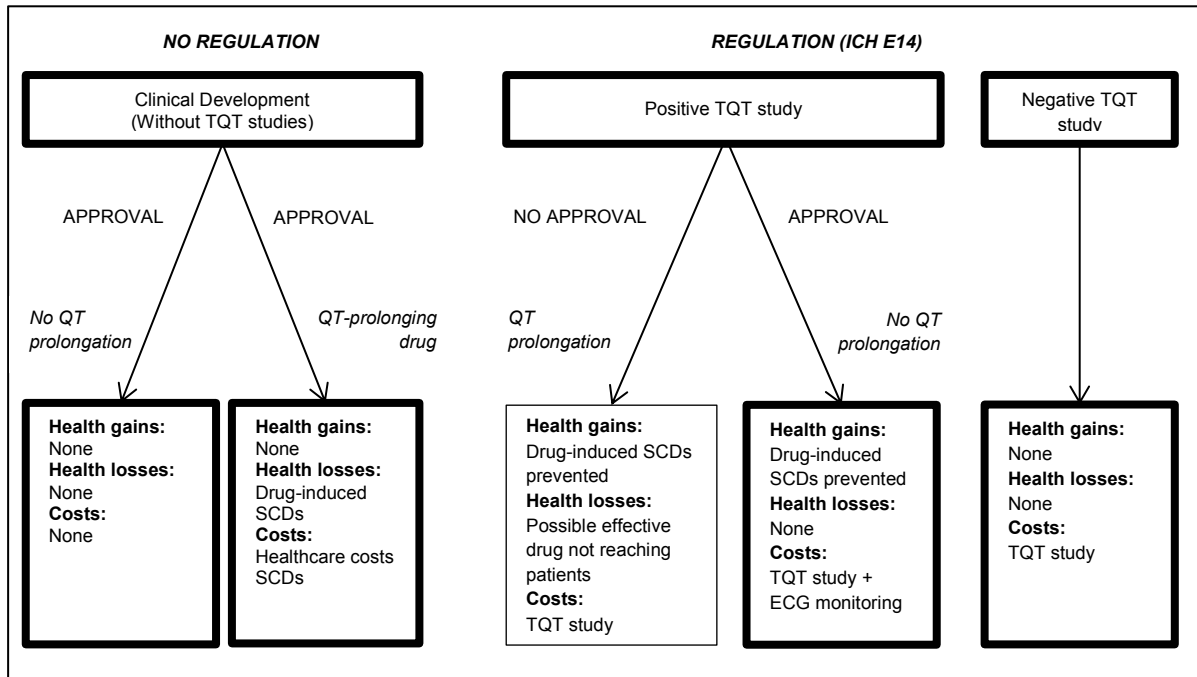 NO REGULATION
REGULATION (ICH E14)
Clinical Development
(Without TQT studies)
Positive TQT study
Negative TQT
study
APPROVAL
APPROVAL
NO APPROVAL
APPROVAL
No QT
prolongation
QT-prolonging
drug
QT
prolongation
No QT
prolongation
Health gains:
None
Health losses:
None
Costs:
None
Health gains:
None
Health losses:
Drug-induced
SCDs
Costs:
Healthcare costs
SCDs
Health gains:
Drug-induced SCDs
prevented
Health losses:
Possible effective
drug not reaching
patients
Costs:
TQT study
Health gains:
Drug-induced
SCDs prevented
Health losses:
None
Costs:
TQT study +
ECG monitoring
Health gains:
None
Health losses:
None
Costs:
TQT study